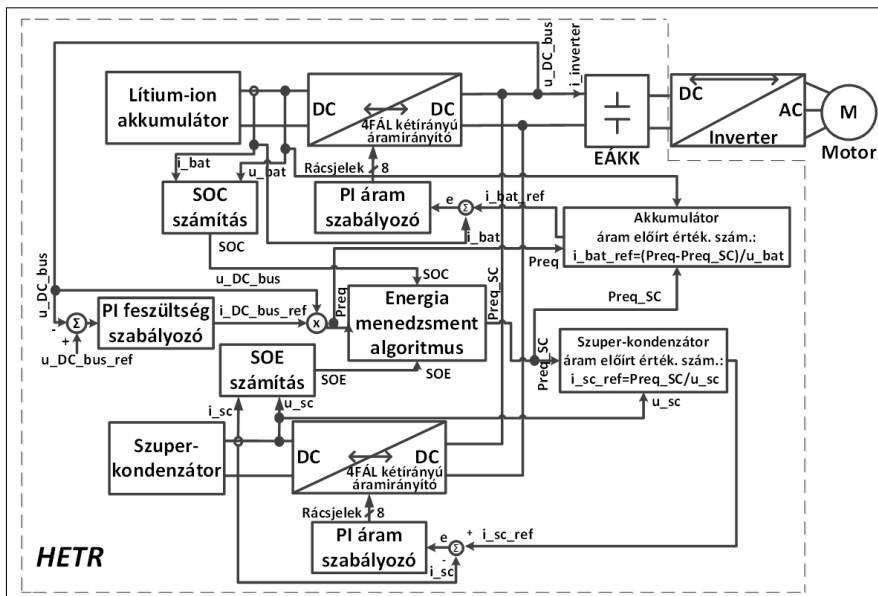 u_DC_bus
i_inverter
Lítium-ion
akkumulátor
DC
DC
4FÁL kétirányú
áramirányító
EÁKK
DC
AC
Inverter
M
Motor
i_bat
u_bat
Rácsjelek
8
SOC
számítás
PI áram
szabályozó
e
Σ
i_bat_ref
i_bat
Akkumulátor
áram előírt érték. szám.:
i_bat_ref=(Preq-Preq_SC)/u_bat
SOC
u_DC_bus
SOC
Preq
Preq_SC
Preq_SC
u_DC_bus
-
Σ
+
u_DC_bus_ref
PI feszültség
szabályozó
i_DC_bus_ref
x
Preq
Energia
menedzsment
algoritmus
Preq_SC
Szuper-kondenzátor
áram előírt érték. szám.:
i_sc_ref=Preq_SC/u_sc
SOE
számítás
SOE
SOE
i_sc
u_sc
u_sc
Szuper-
kondenzátor
DC
DC
4FÁL kétirányú
áramirányító
Rácsjelek
8
PI áram
szabályozó
e
Σ
+
-
i_sc_ref
i_sc
HETR